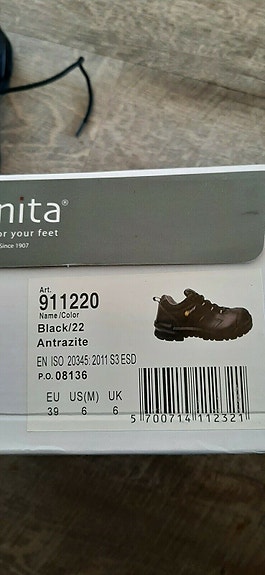 nita®
or your feet
Since 1907
Art.
911220
Name/Color
Black/22
Antrazite
EN ISO 20345:2011 S3 ESD
P.O. 08136
EU US(M) UK
39 6 6
5 700714 112321